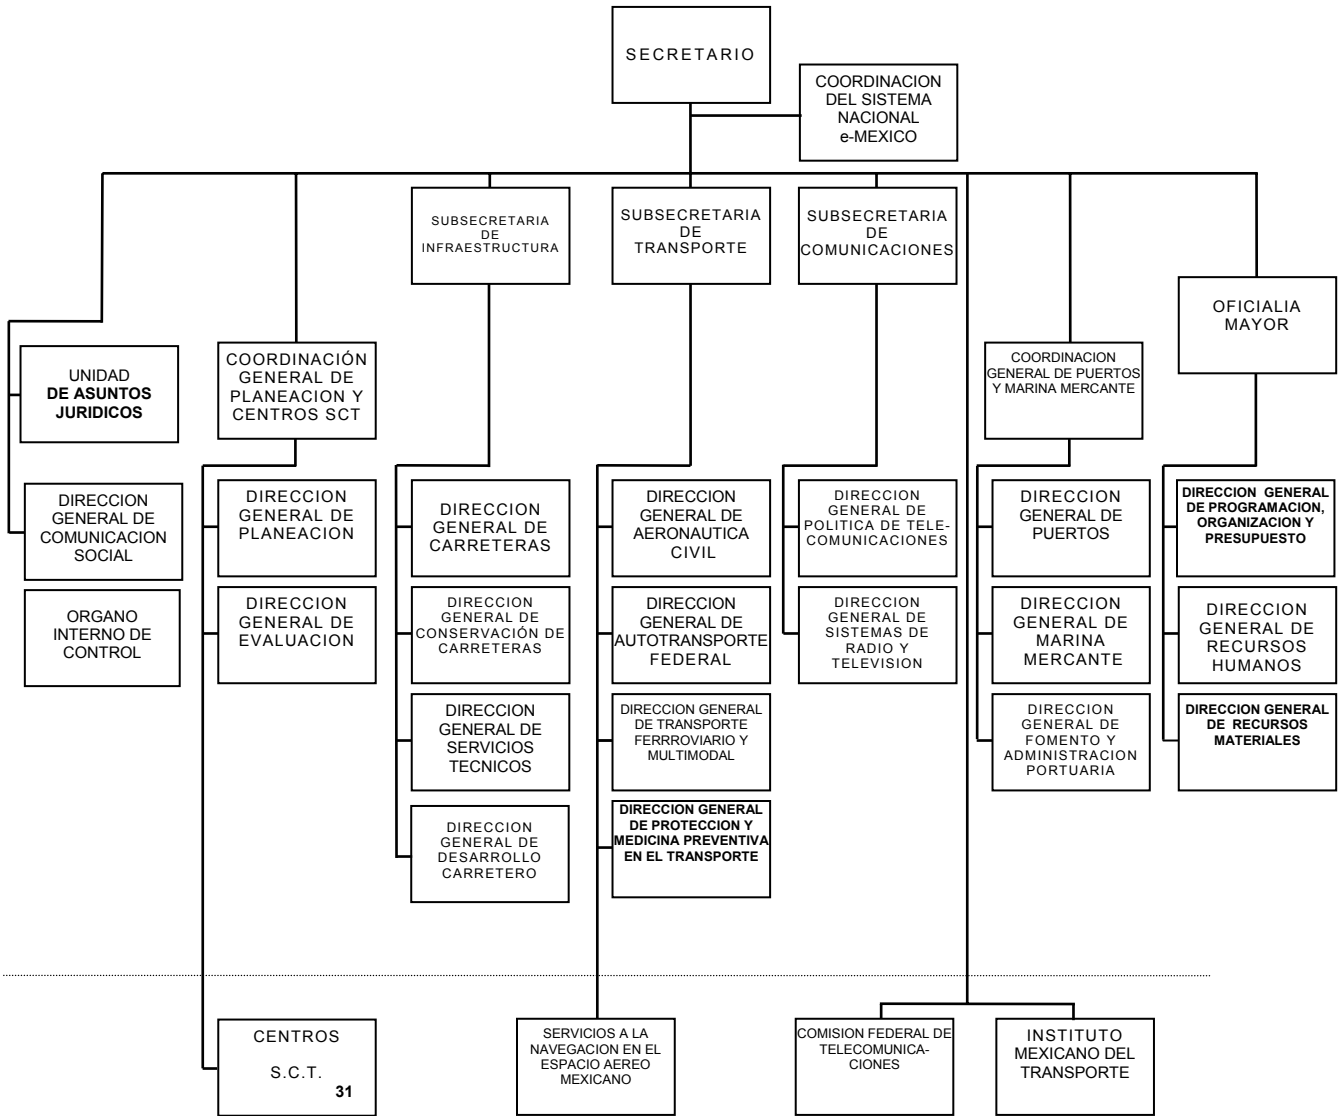 SECRETARIO
COORDINACION
DEL SISTEMA
NACIONAL
e-MEXICO
SUBSECRETARIA
DE
INFRAESTRUCTURA
SUBSECRETARIA
DE
TRANSPORTE
SUBSECRETARIA
DE
COMUNICACIONES
OFICIALIA
MAYOR
UNIDAD
DE ASUNTOS
JURIDICOS
COORDINACIÓN
GENERAL DE
PLANEACION Y
CENTROS SCT
COORDINACION
GENERAL DE PUERTOS
Y MARINA MERCANTE
DIRECCION
GENERAL DE
COMUNICACION
SOCIAL
DIRECCION
GENERAL DE
PLANEACION
DIRECCION
GENERAL DE
CARRETERAS
DIRECCION
GENERAL DE
AERONAUTICA
CIVIL
DIRECCION
GENERAL DE
POLITICA DE TELE-
COMUNICACIONES
DIRECCION
GENERAL DE
PUERTOS
DIRECCION GENERAL
DE PROGRAMACION,
ORGANIZACION Y
PRESUPUESTO
ORGANO
INTERNO DE
CONTROL
DIRECCION
GENERAL DE
EVALUACION
DIRECCION
GENERAL DE
CONSERVACIÓN DE
CARRETERAS
DIRECCION
GENERAL DE
AUTOTRANSPORTE
FEDERAL
DIRECCION
GENERAL DE
SISTEMAS DE
RADIO Y
TELEVISION
DIRECCION
GENERAL DE
MARINA
MERCANTE
DIRECCION
GENERAL DE
RECURSOS
HUMANOS
DIRECCION
GENERAL DE
SERVICIOS
TECNICOS
DIRECCION GENERAL
DE TRANSPORTE
FERRROVIARIO Y
MULTIMODAL
DIRECCION
GENERAL DE
FOMENTO Y
ADMINISTRACION
PORTUARIA
DIRECCION GENERAL
DE RECURSOS
MATERIALES
DIRECCION
GENERAL DE
DESARROLLO
CARRETERO
DIRECCION GENERAL
DE PROTECCION Y
MEDICINA PREVENTIVA
EN EL TRANSPORTE
CENTROS
S.C.T.
31
SERVICIOS A LA
NAVEGACION EN EL
ESPACIO AEREO
MEXICANO
COMISION FEDERAL DE
TELECOMUNICA-
CIONES
INSTITUTO
MEXICANO DEL
TRANSPORTE